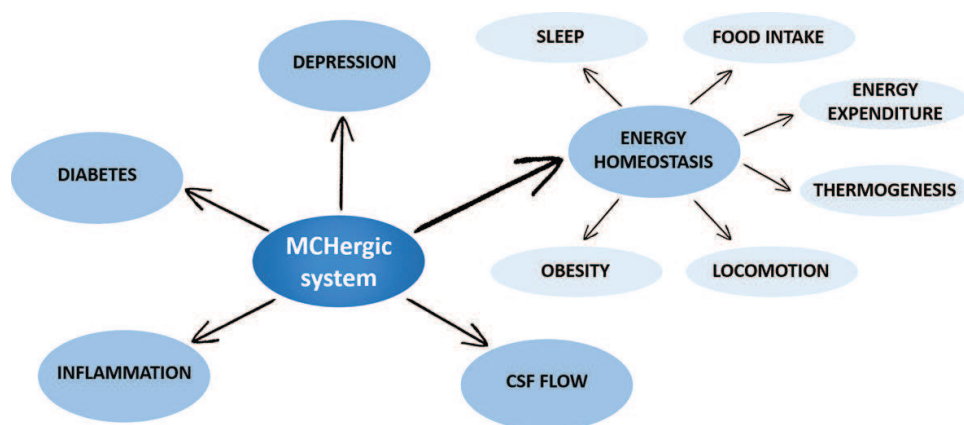 SLEEP
FOOD INTAKE
DEPRESSION
ENERGY
EXPENDITURE
ENERGY
HOMEOSTASIS
DIABETES
THERMOGENESIS
MCHergic
system
OBESITY
LOCOMOTION
INFLAMMATION
CSF FLOW